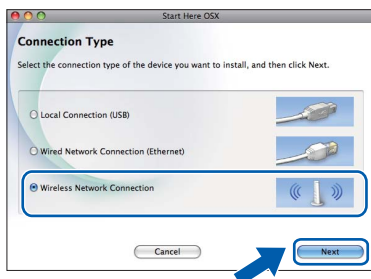 Start Here OSX
Connection Type
Select the connection type of the device you want to install, and then click Next.
Local Connection (USB)
Wired Network Connection (Ethernet)
Wireless Network Connection
Cancel
Next